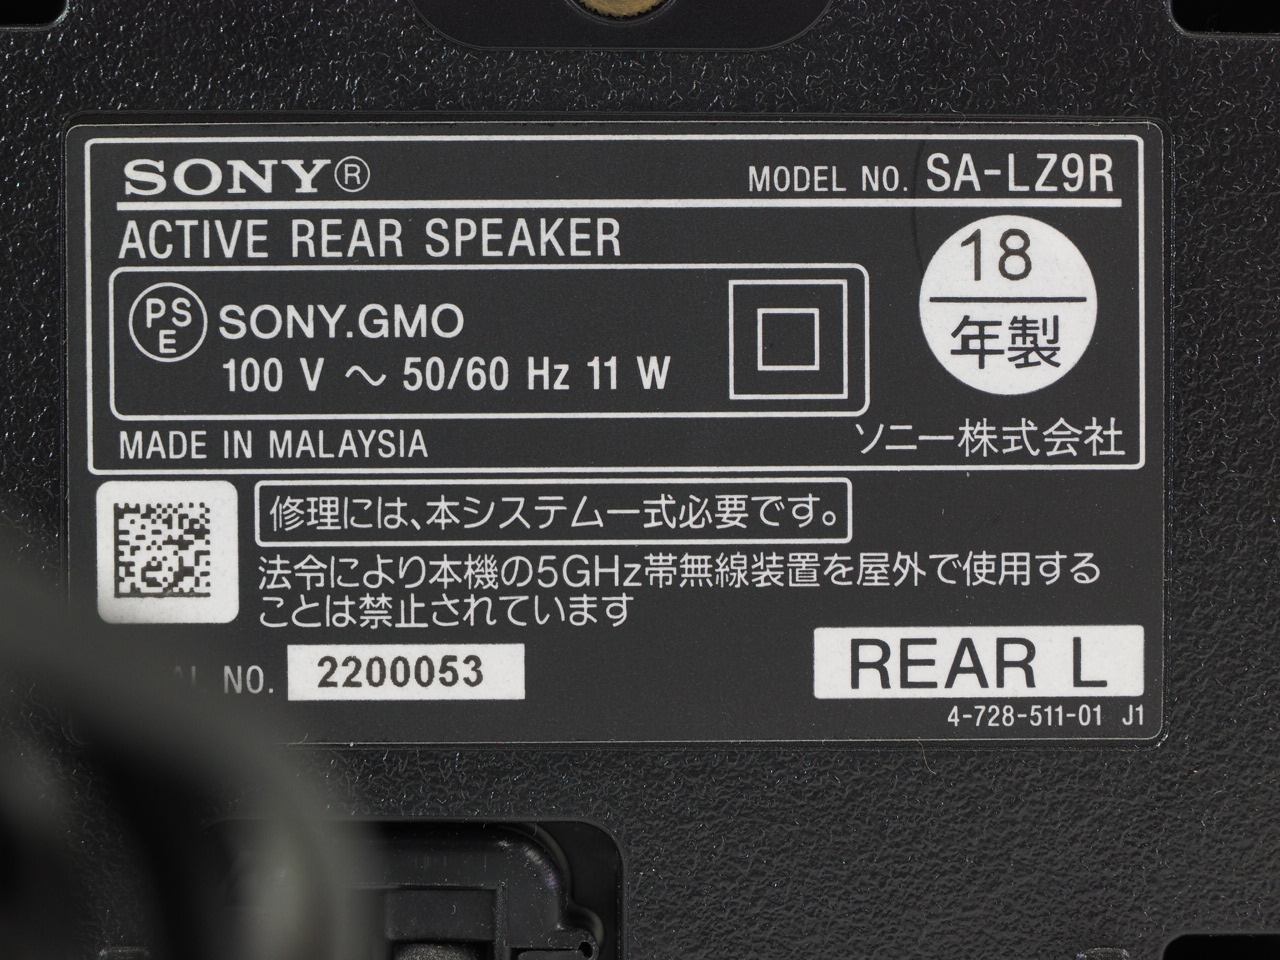 SONY®
MODEL NO. SA-LZ9R
ACTIVE REAR SPEAKER
18
年製
PSE
SONY.GMO
100 V ～ 50/60 Hz 11 W
MADE IN MALAYSIA
ソニー株式会社
修理には、本システム一式必要です。
法令により本機の5GHz帯無線装置を屋外で使用する
ことは禁止されています
NO. 2200053
REAR L
4-728-511-01 J1